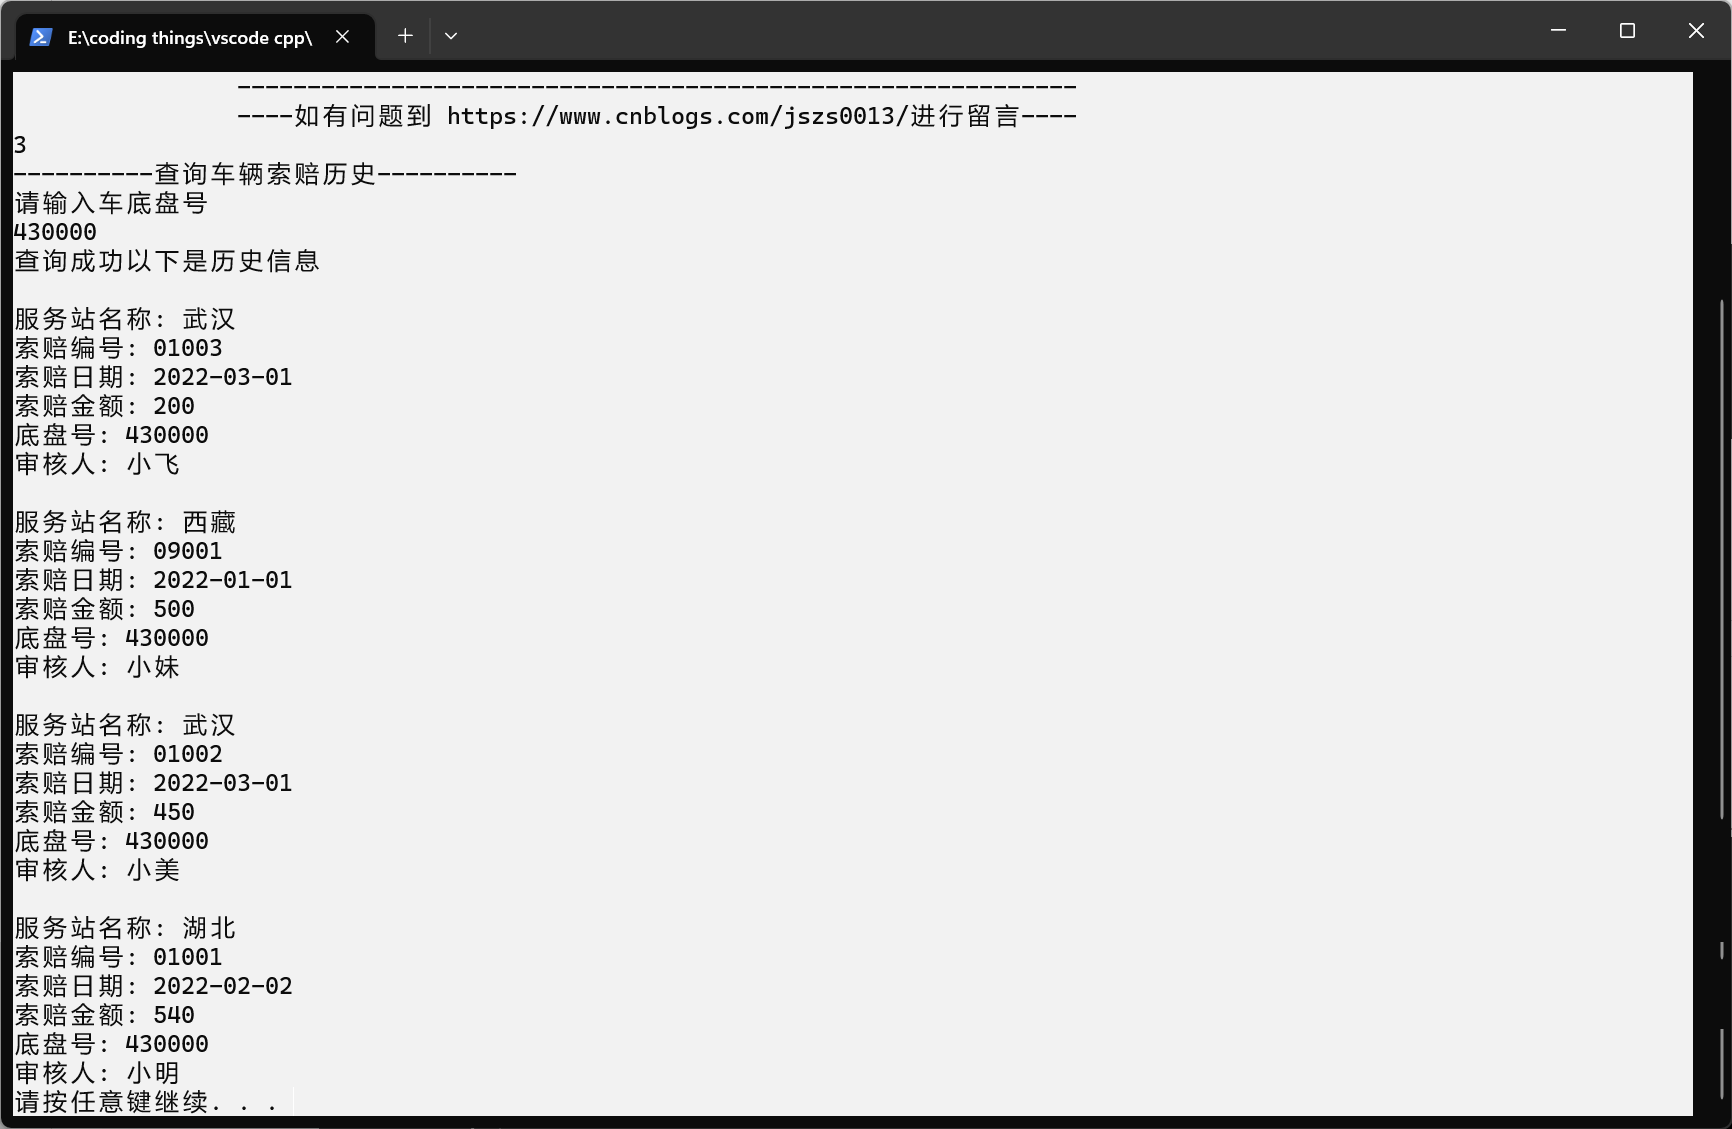 E:\coding things\vscode cpp\
------------------------------------------------------------
----如有问题到 https://www.cnblogs.com/jszs0013/进行留言----
3
----------查询车辆索赔历史----------
请输入车底盘号
430000
查询成功以下是历史信息
服务站名称: 武汉
索赔编号: 01003
索赔日期: 2022-03-01
索赔金额: 200
底盘号: 430000
审核人: 小飞
服务站名称: 西藏
索赔编号: 09001
索赔日期: 2022-01-01
索赔金额: 500
底盘号: 430000
审核人: 小妹
服务站名称: 武汉
索赔编号: 01002
索赔日期: 2022-03-01
索赔金额: 450
底盘号: 430000
审核人: 小美
服务站名称: 湖北
索赔编号: 01001
索赔日期: 2022-02-02
索赔金额: 540
底盘号: 430000
审核人: 小明
请按任意键继续. . .